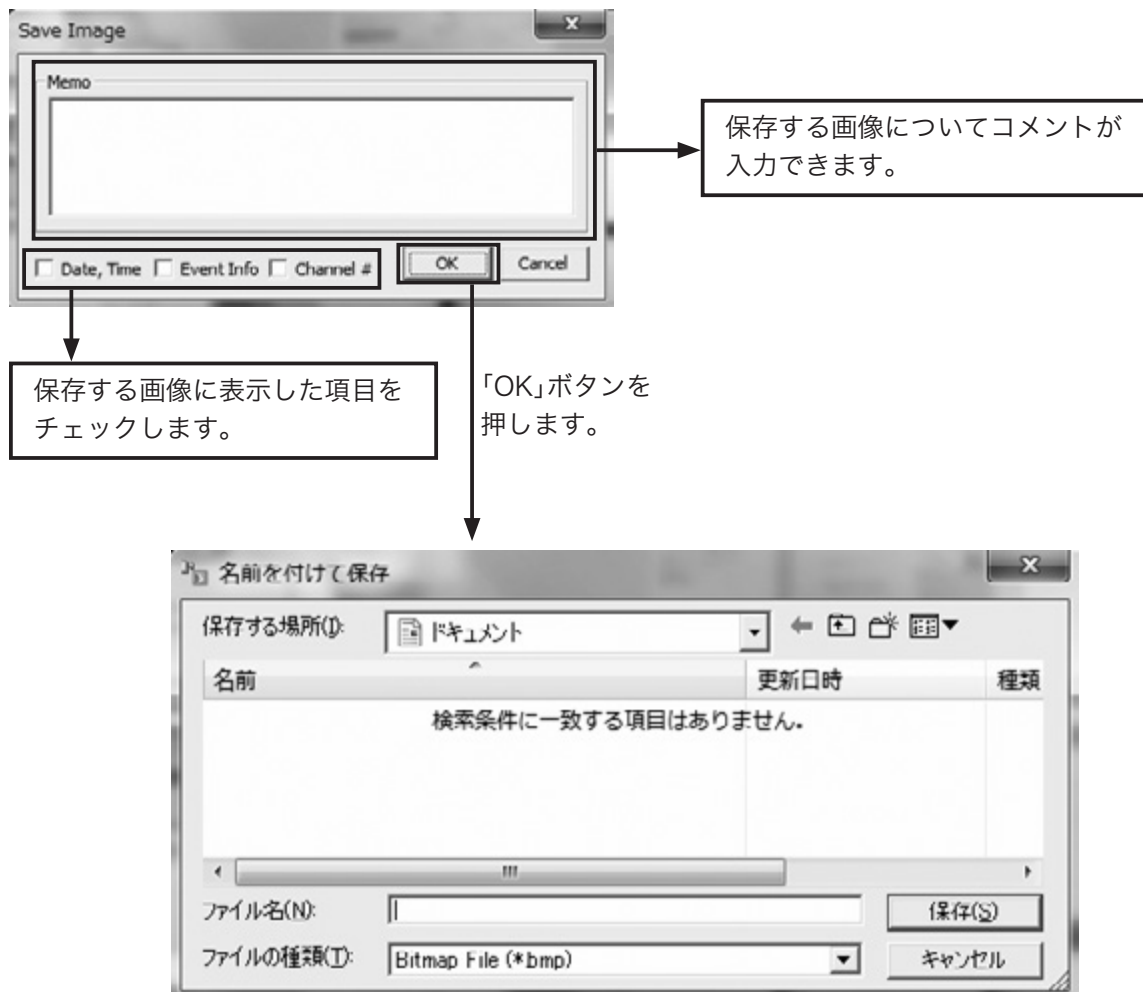 Save Image
Memo
保存する画像についてコメントが
入力できます。
Date, Time Event Info Channel # OK Cancel
保存する画像に表示した項目を
チェックします。
「OK」ボタンを
押します。
名前を付けて保存
保存する場所(I): ドキュメント
名前 更新日時 種類
検索条件に一致する項目はありません。
ファイル名(N): 保存(S)
ファイルの種類(T): Bitmap File (*.bmp) キャンセル